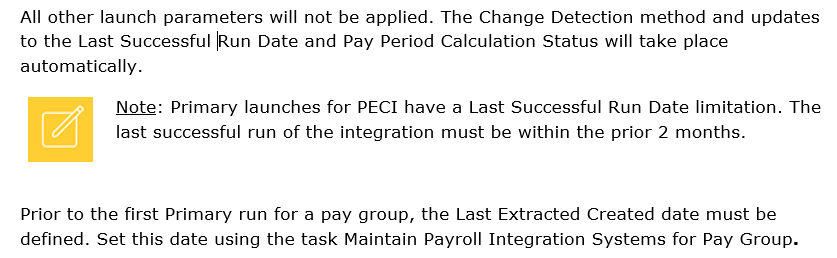 All other launch parameters will not be applied. The Change Detection method and updates
to the Last Successful Run Date and Pay Period Calculation Status will take place
automatically.
Note: Primary launches for PECI have a Last Successful Run Date limitation. The
last successful run of the integration must be within the prior 2 months.
Prior to the first Primary run for a pay group, the Last Extracted Created date must be
defined. Set this date using the task Maintain Payroll Integration Systems for Pay Group.